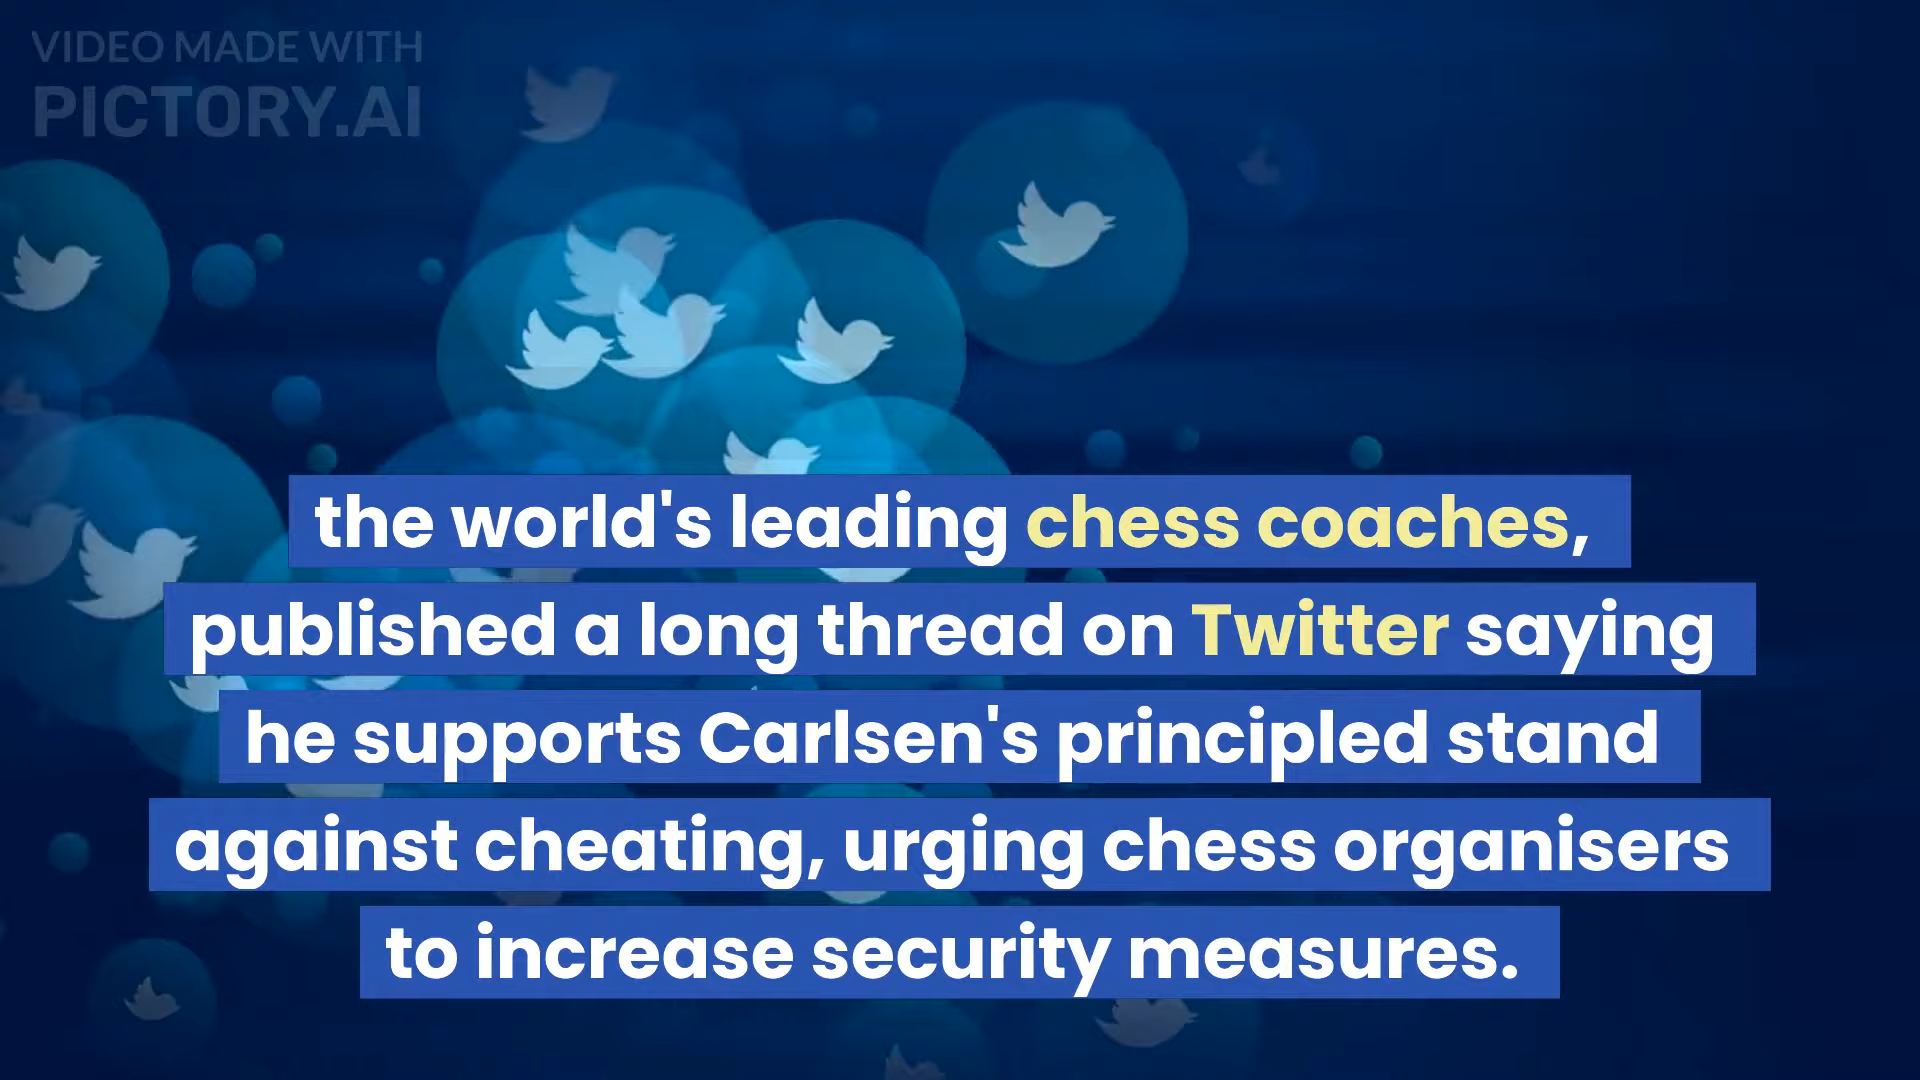 VIDEO MADE WITH
PICTORY.AI
the world's leading chess coaches,
published a long thread on Twitter saying
he supports Carlsen's principled stand
against cheating, urging chess organisers
to increase security measures.